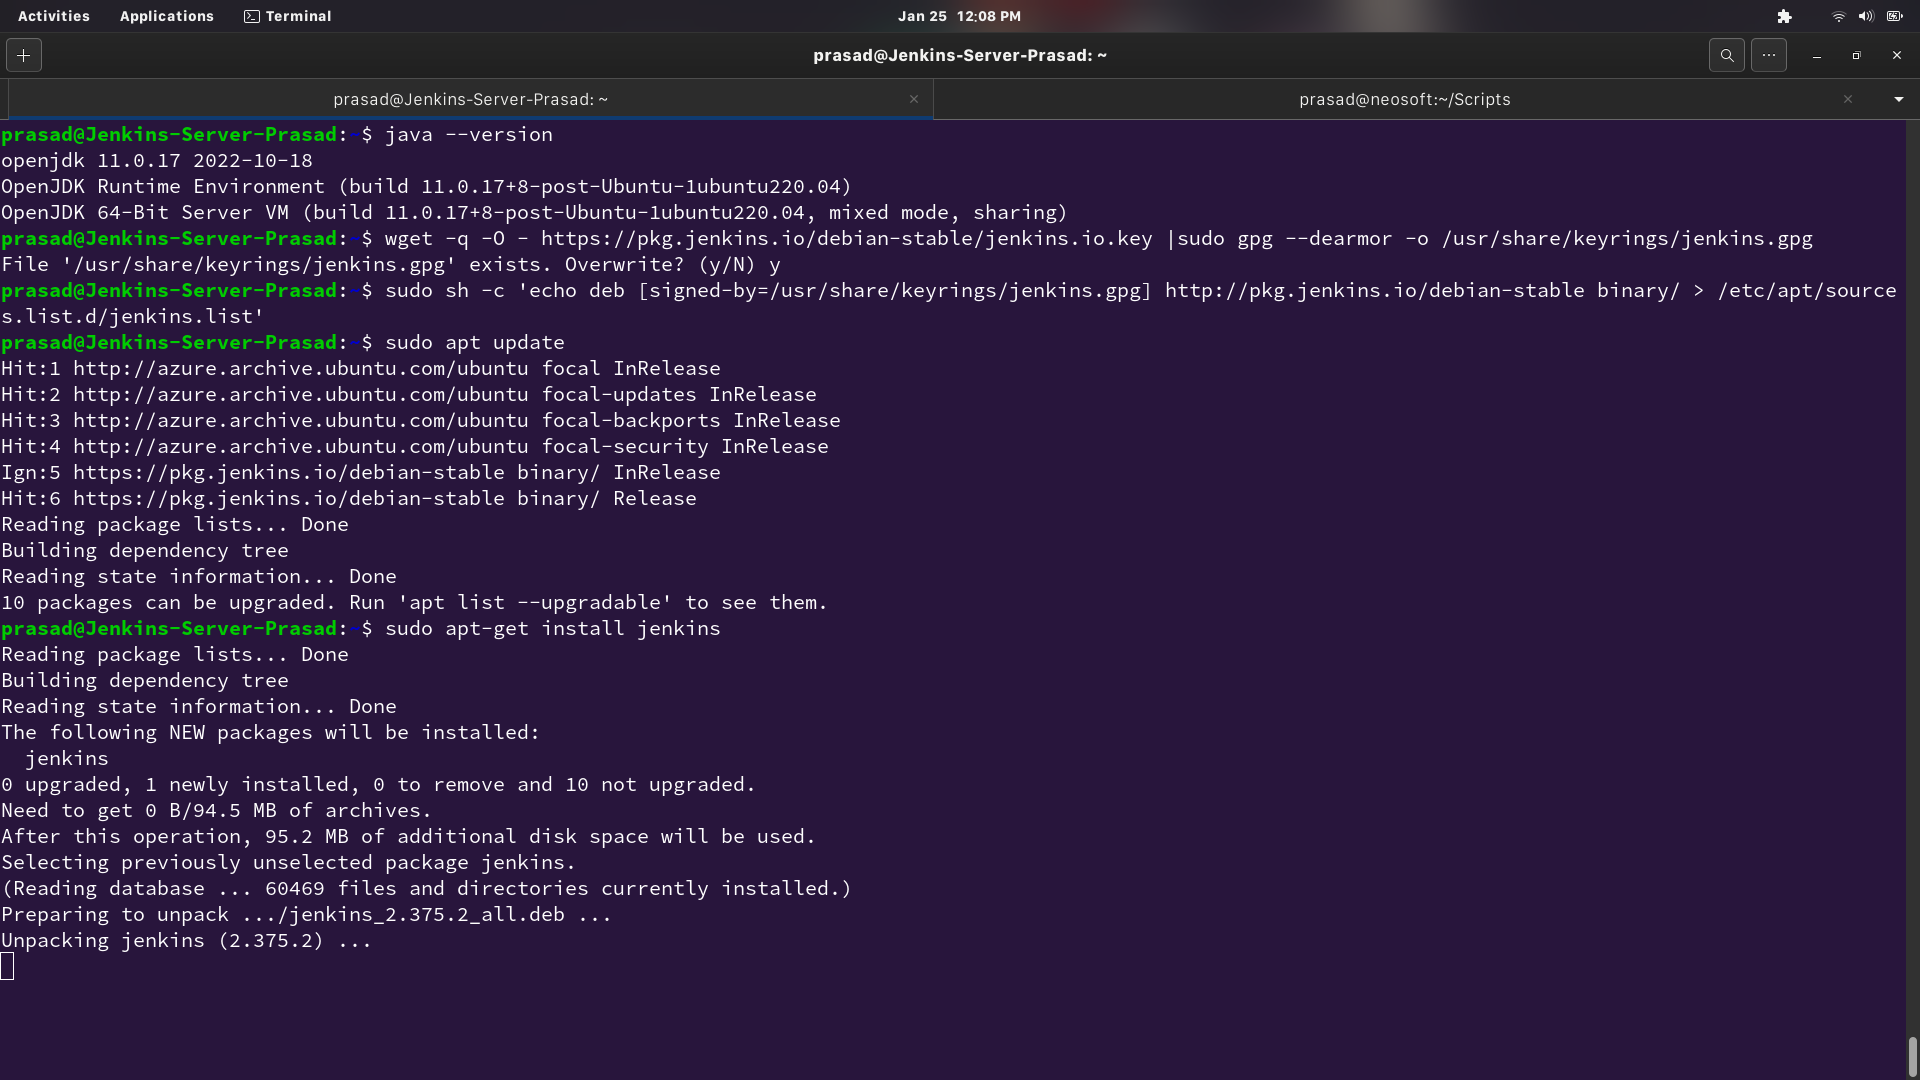 Activities Applications Terminal Jan 25 12:08 PM
prasad@Jenkins-Server-Prasad: ~
prasad@Jenkins-Server-Prasad: ~ prasad@neosoft:~/Scripts
prasad@Jenkins-Server-Prasad:~$ java --version
openjdk 11.0.17 2022-10-18
OpenJDK Runtime Environment (build 11.0.17+8-post-Ubuntu-1ubuntu220.04)
OpenJDK 64-Bit Server VM (build 11.0.17+8-post-Ubuntu-1ubuntu220.04, mixed mode, sharing)
prasad@Jenkins-Server-Prasad:~$ wget -q -O - https://pkg.jenkins.io/debian-stable/jenkins.io.key |sudo gpg --dearmor -o /usr/share/keyrings/jenkins.gpg
File '/usr/share/keyrings/jenkins.gpg' exists. Overwrite? (y/N) y
prasad@Jenkins-Server-Prasad:~$ sudo sh -c 'echo deb [signed-by=/usr/share/keyrings/jenkins.gpg] http://pkg.jenkins.io/debian-stable binary/ > /etc/apt/source
s.list.d/jenkins.list'
prasad@Jenkins-Server-Prasad:~$ sudo apt update
Hit:1 http://azure.archive.ubuntu.com/ubuntu focal InRelease
Hit:2 http://azure.archive.ubuntu.com/ubuntu focal-updates InRelease
Hit:3 http://azure.archive.ubuntu.com/ubuntu focal-backports InRelease
Hit:4 http://azure.archive.ubuntu.com/ubuntu focal-security InRelease
Ign:5 https://pkg.jenkins.io/debian-stable binary/ InRelease
Hit:6 https://pkg.jenkins.io/debian-stable binary/ Release
Reading package lists... Done
Building dependency tree
Reading state information... Done
10 packages can be upgraded. Run 'apt list --upgradable' to see them.
prasad@Jenkins-Server-Prasad:~$ sudo apt-get install jenkins
Reading package lists... Done
Building dependency tree
Reading state information... Done
The following NEW packages will be installed:
  jenkins
0 upgraded, 1 newly installed, 0 to remove and 10 not upgraded.
Need to get 0 B/94.5 MB of archives.
After this operation, 95.2 MB of additional disk space will be used.
Selecting previously unselected package jenkins.
(Reading database ... 60469 files and directories currently installed.)
Preparing to unpack .../jenkins_2.375.2_all.deb ...
Unpacking jenkins (2.375.2) ...